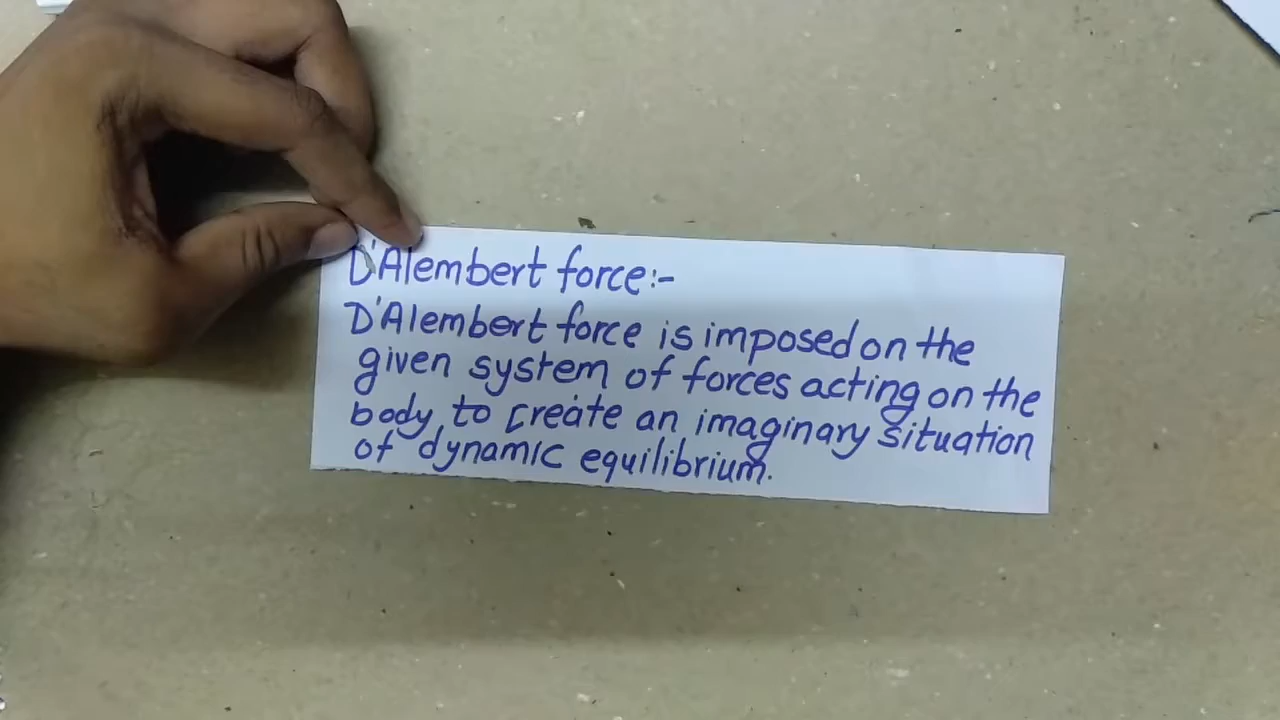 D'Alembert force:-
D'Alembert force is imposed on the
given system of forces acting on the
body, to create an imaginary situation
of dynamic equilibrium.